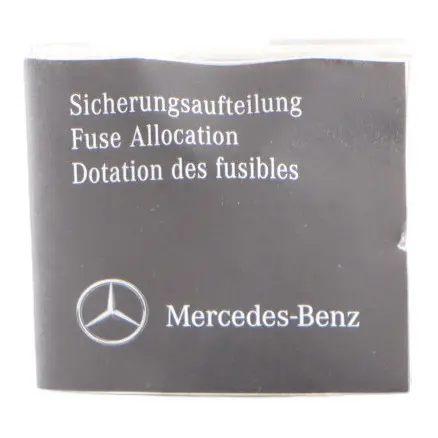 Sicherungsaufteilung
Fuse Allocation
Dotation des fusibles
Mercedes-Benz